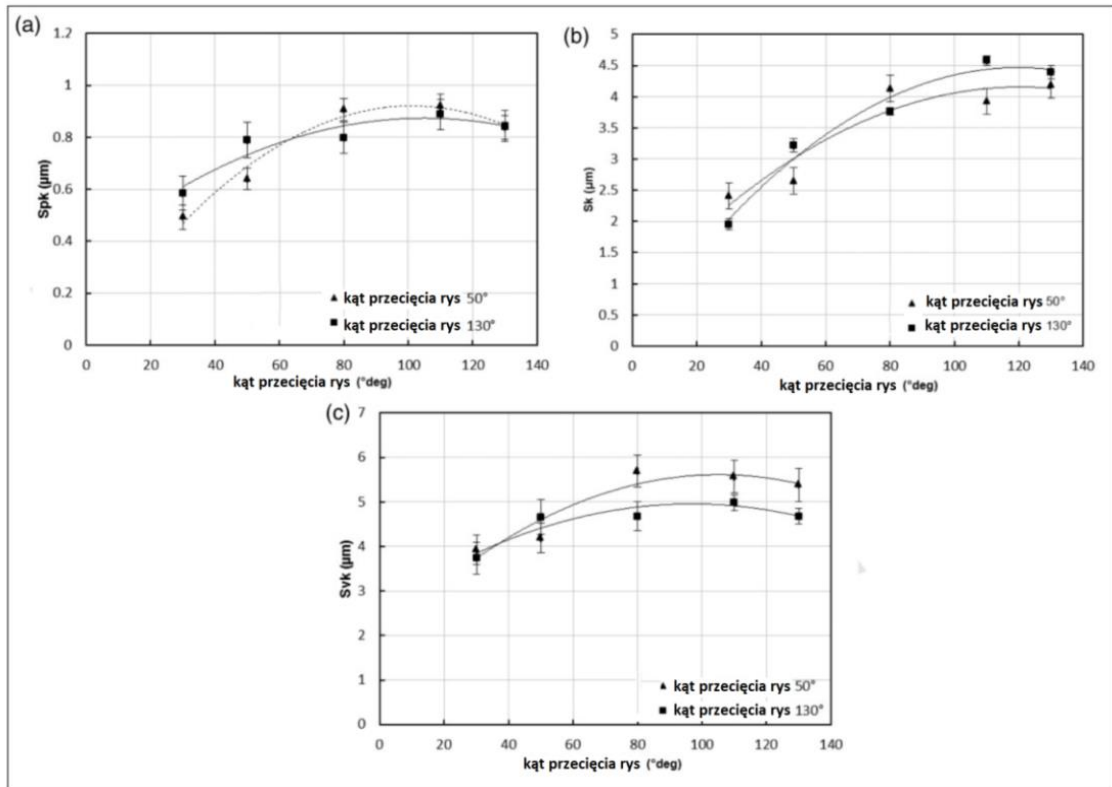 (a)
1.2
1
0.8
0.6
0.4
0.2
0
Spk (µm)
kąt przecięcia rys 50°
kąt przecięcia rys 130°
0 20 40 60 80 100 120 140
kąt przecięcia rys (°deg)
(b)
5
4.5
4
3.5
3
2.5
2
1.5
1
0.5
0
Sk (µm)
kąt przecięcia rys 50°
kąt przecięcia rys 130°
0 20 40 60 80 100 120 140
kąt przecięcia rys (°deg)
(c)
7
6
5
4
3
2
1
0
Svk (µm)
kąt przecięcia rys 50°
kąt przecięcia rys 130°
0 20 40 60 80 100 120 140
kąt przecięcia rys (°deg)